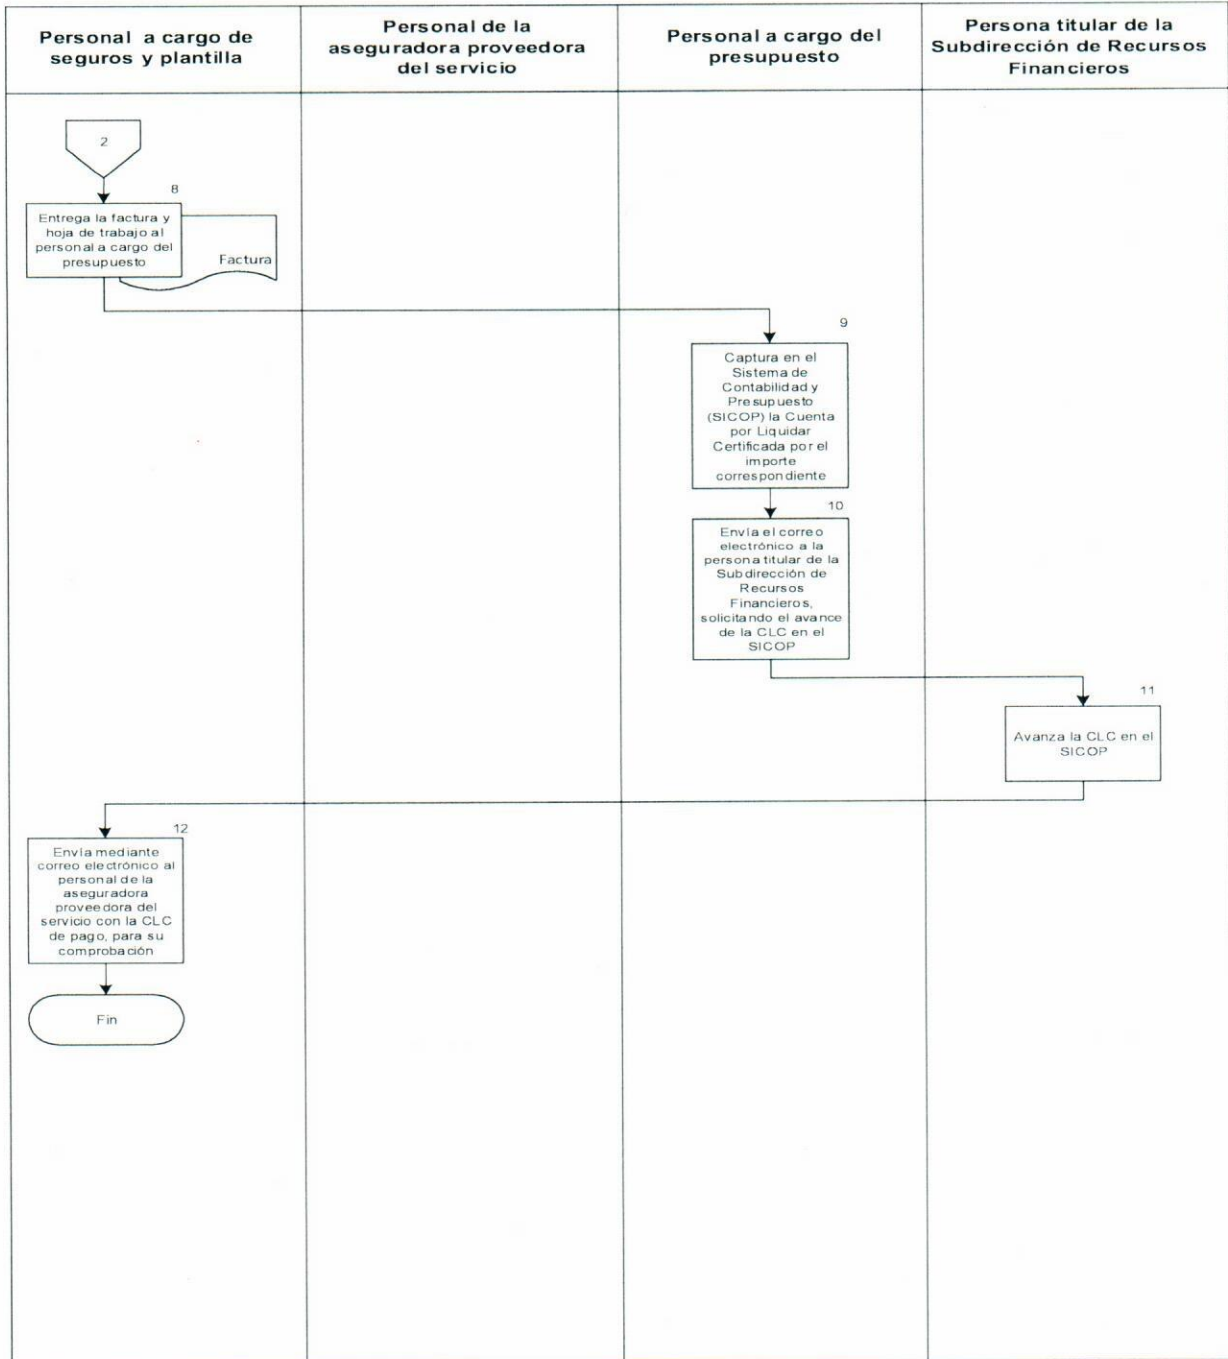 Personal a cargo de
seguros y plantilla
Personal de la
aseguradora proveedora
del servicio
Personal a cargo del
presupuesto
Persona titular de la
Subdirección de Recursos
Financieros
2
8
Entrega la factura y
hoja de trabajo al
personal a cargo del
presupuesto
Factura
9
Captura en el
Sistema de
Contabilidad y
Presupuesto
(SICOP) la Cuenta
por Liquidar
Certificada por el
importe
correspondiente
10
Envía el correo
electrónico a la
persona titular de la
Subdirección de
Recursos
Financieros,
solicitando el avance
de la CLC en el
SICOP
11
Avanza la CLC en el
SICOP
12
Envía mediante
correo electrónico al
personal de la
aseguradora
proveedora del
servicio con la CLC
de pago, para su
comprobación
Fin